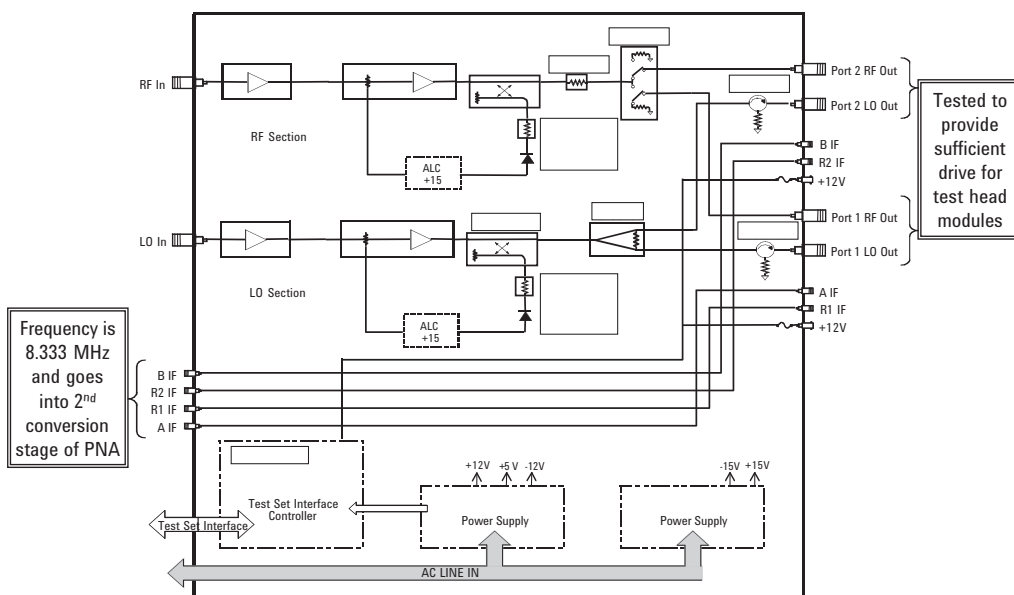 RF In
RF Section
ALC
+15
Port 2 RF Out
Port 2 LO Out
B IF
R2 IF
+12V
Port 1 RF Out
Port 1 LO Out
A IF
R1 IF
+12V
Tested to
provide
sufficient
drive for
test head
modules
LO In
LO Section
ALC
+15
Frequency is
8.333 MHz
and goes
into 2nd
conversion
stage of PNA
B IF
R2 IF
R1 IF
A IF
Test Set Interface
Test Set Interface
Controller
+12V +5 V -12V
Power Supply
-15V +15V
Power Supply
AC LINE IN